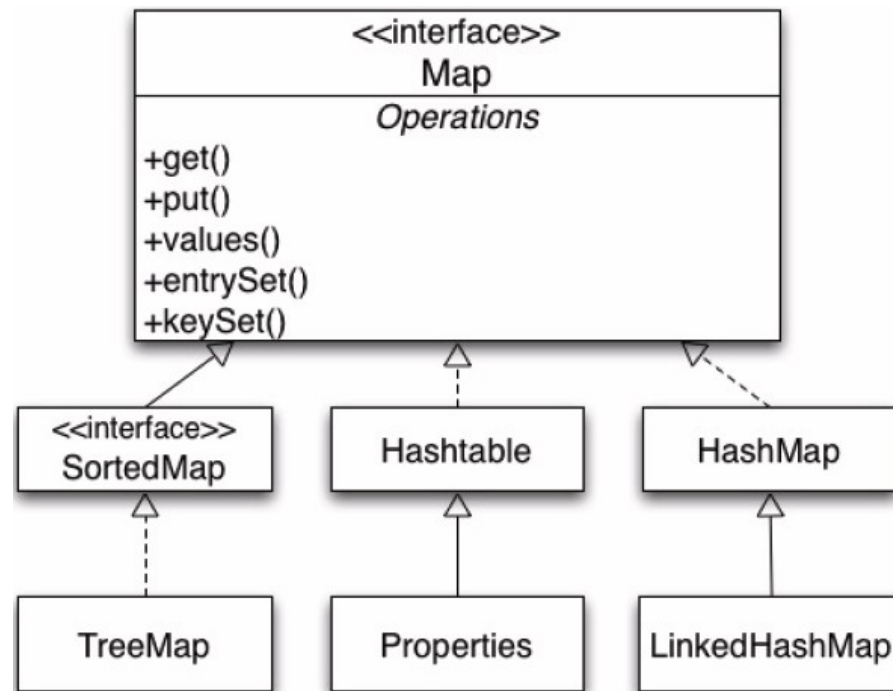 <<interface>>
Map
Operations
+get()
+put()
+values()
+entrySet()
+keySet()
<<interface>>
SortedMap
Hashtable
HashMap
TreeMap
Properties
LinkedHashMap